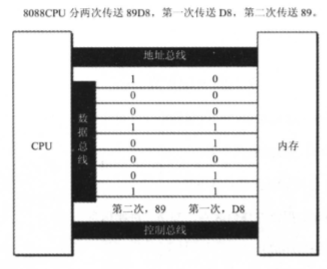 8088CPU 分两次传送 89D8，第一次传送 D8，第二次传送 89。
地址总线
1 0
0 0
0 0
1 1
0 1
0 0
0 1
1 1
数据总线
CPU
内存
第二次，89 第一次，D8
控制总线